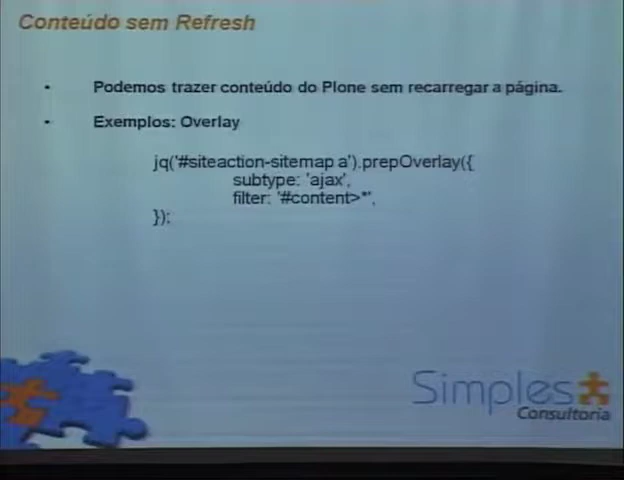 Conteúdo sem Refresh
• Podemos trazer conteúdo do Plone sem recarregar a página.
• Exemplos: Overlay
jq('#siteaction-sitemap a').prepOverlay({
subtype: 'ajax',
filter: '#content>*',
});
Simples
Consultoria